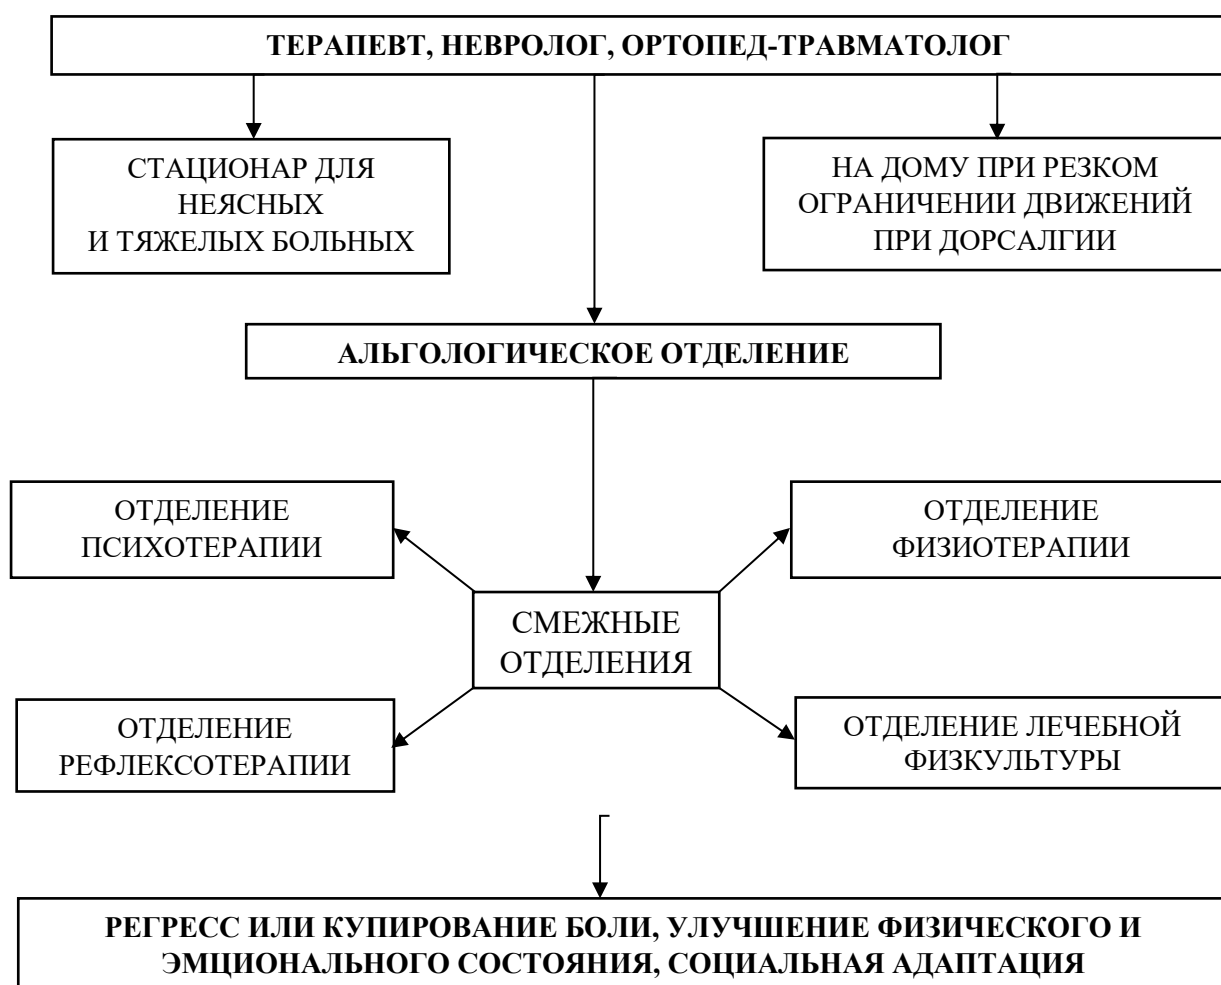 ТЕРАПЕВТ, НЕВРОЛОГ, ОРТОПЕД-ТРАВМАТОЛОГ
СТАЦИОНАР ДЛЯ
НЕЯСНЫХ
И ТЯЖЕЛЫХ БОЛЬНЫХ
НА ДОМУ ПРИ РЕЗКОМ
ОГРАНИЧЕНИИ ДВИЖЕНИЙ
ПРИ ДОРСАЛГИИ
АЛЬГОЛОГИЧЕСКОЕ ОТДЕЛЕНИЕ
ОТДЕЛЕНИЕ
ПСИХОТЕРАПИИ
ОТДЕЛЕНИЕ
ФИЗИОТЕРАПИИ
СМЕЖНЫЕ
ОТДЕЛЕНИЯ
ОТДЕЛЕНИЕ
РЕФЛЕКСОТЕРАПИИ
ОТДЕЛЕНИЕ ЛЕЧЕБНОЙ
ФИЗКУЛЬТУРЫ
РЕГРЕСС ИЛИ КУПИРОВАНИЕ БОЛИ, УЛУЧШЕНИЕ ФИЗИЧЕСКОГО И
ЭМЦИОНАЛЬНОГО СОСТОЯНИЯ, СОЦИАЛЬНАЯ АДАПТАЦИЯ